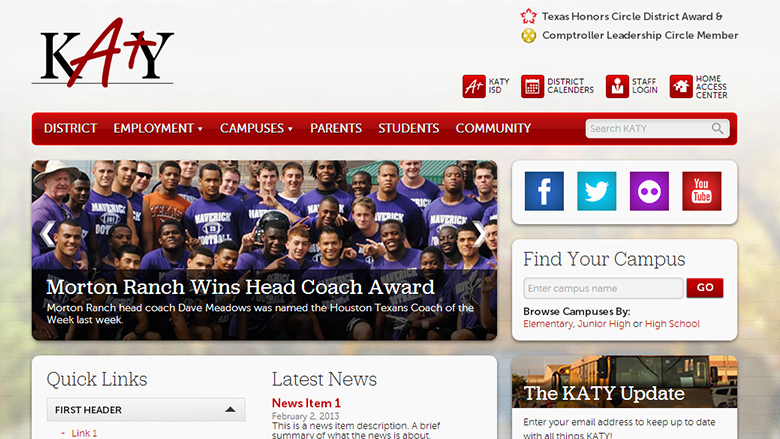 Texas Honors Circle District Award &
Comptroller Leadership Circle Member
KATY
A+
KATY
ISD
DISTRICT
CALENDERS
STAFF
LOGIN
HOME
ACCESS
CENTER
DISTRICT EMPLOYMENT CAMPUSES PARENTS STUDENTS COMMUNITY
Search KATY
TEXAS
MAVERICK
FOOTBALL
Morton Ranch Wins Head Coach Award
Morton Ranch head coach Dave Meadows was named the Houston Texans Coach of the
Week last week.
You
Tube
Find Your Campus
Enter campus name
GO
Browse Campuses By:
Elementary, Junior High or High School
Quick Links
FIRST HEADER
- Link 1
Latest News
News Item 1
February 2, 2013
This is a news item description. A brief
summary of what the news is about.
The KATY Update
Enter your email address to keep up to date
with all things KATY!